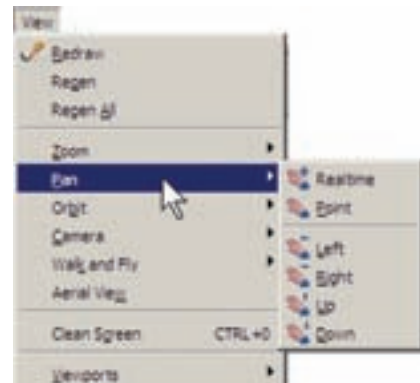 View
Redraw
Regen
Regen All
Zoom
Pan
Orbit
Camera
Walk and Fly
Aerial View
Clean Screen CTRL+0
Viewports
Realtime
Point
Left
Right
Up
Down